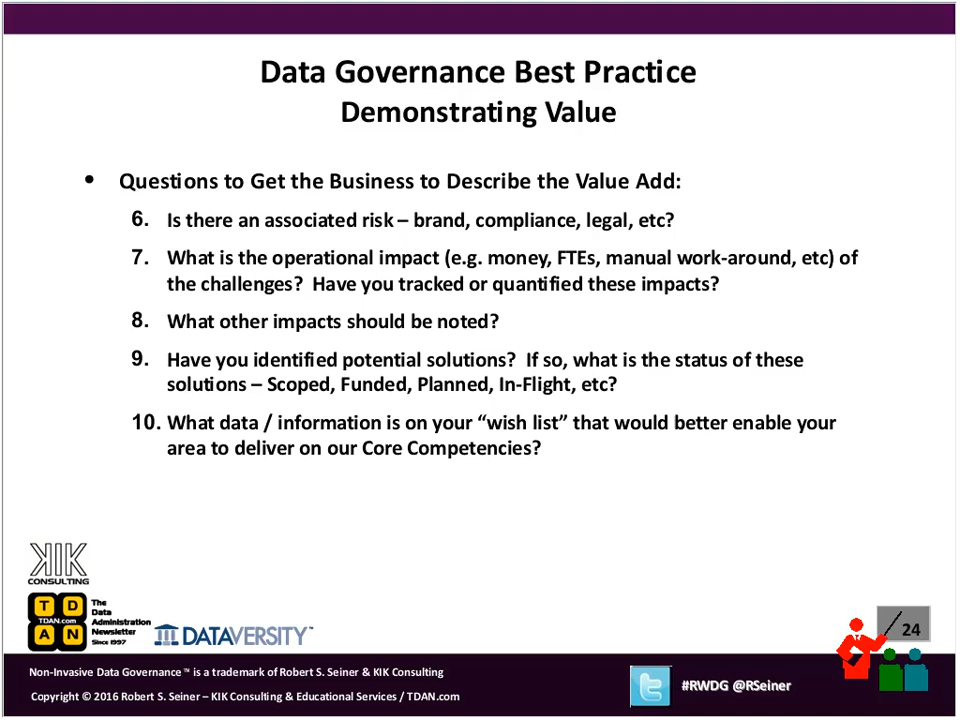 Data Governance Best Practice
Demonstrating Value
• Questions to Get the Business to Describe the Value Add:
6. Is there an associated risk – brand, compliance, legal, etc?
7. What is the operational impact (e.g. money, FTEs, manual work-around, etc) of
the challenges?  Have you tracked or quantified these impacts?
8. What other impacts should be noted?
9. Have you identified potential solutions?  If so, what is the status of these
solutions – Scoped, Funded, Planned, In-Flight, etc?
10. What data / information is on your “wish list” that would better enable your
area to deliver on our Core Competencies?
KIK
CONSULTING
T D
TDAN.com
A N
The
Data
Administration
Newsletter
Since 1997
DATAVERSITY™
24
Non-Invasive Data Governance™ is a trademark of Robert S. Seiner & KIK Consulting
Copyright © 2016 Robert S. Seiner – KIK Consulting & Educational Services / TDAN.com
#RWDG @RSeiner